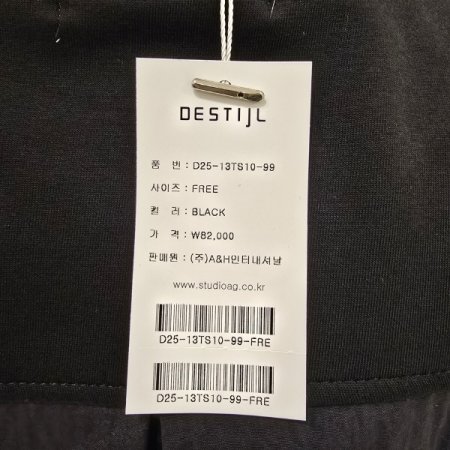 DESTIJL
품 번 : D25-13TS10-99
사이즈 : FREE
컬 러 : BLACK
가 격 : ₩82,000
판매원 : (주)A&H인터내셔날
www.studioag.co.kr
D25-13TS10-99-FRE
D25-13TS10-99-FRE